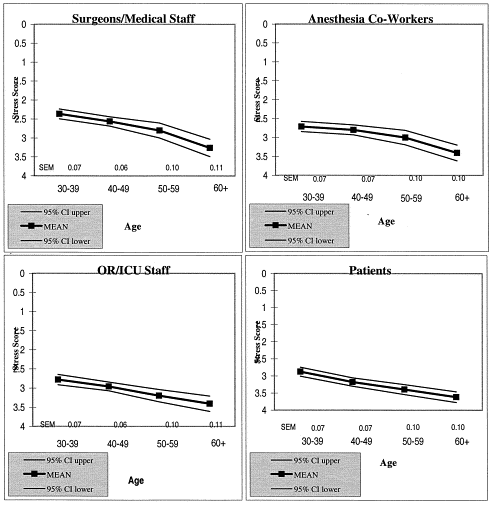 Surgeons/Medical Staff
0
.5
1
1.5
2
2.5
3
3.5
4
Stress Score
SEM 0.07 0.06 0.10 0.11
30-39 40-49 50-59 60+
95% CI upper
MEAN
95% CI lower
Age
Anesthesia Co-Workers
0
.5
1
1.5
2
2.5
3
3.5
4
Stress Score
SEM 0.07 0.07 0.10 0.10
30-39 40-49 50-59 60+
95% CI upper
MEAN
95% CI lower
Age
OR/ICU Staff
0
.5
1
1.5
2
2.5
3
3.5
4
Stress Score
SEM 0.07 0.06 0.10 0.11
30-39 40-49 50-59 60+
95% CI upper
MEAN
95% CI lower
Age
Patients
0
.5
1
1.5
2
2.5
3
3.5
4
Stress Score
SEM 0.07 0.07 0.10 0.10
30-39 40-49 50-59 60+
95% CI upper
MEAN
95% CI lower
Age